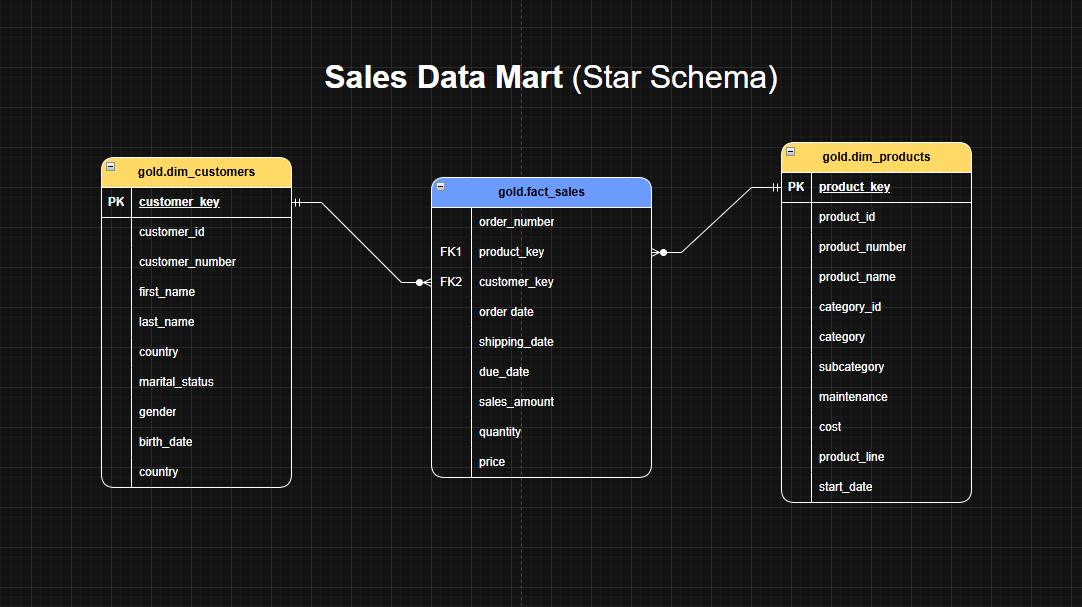 Sales Data Mart (Star Schema)
gold.dim_customers
PK customer_key
customer_id
customer_number
first_name
last_name
country
marital_status
gender
birth_date
country
gold.fact_sales
order_number
FK1 product_key
FK2 customer_key
order date
shipping_date
due_date
sales_amount
quantity
price
gold.dim_products
PK product_key
product_id
product_number
product_name
category_id
category
subcategory
maintenance
cost
product_line
start_date